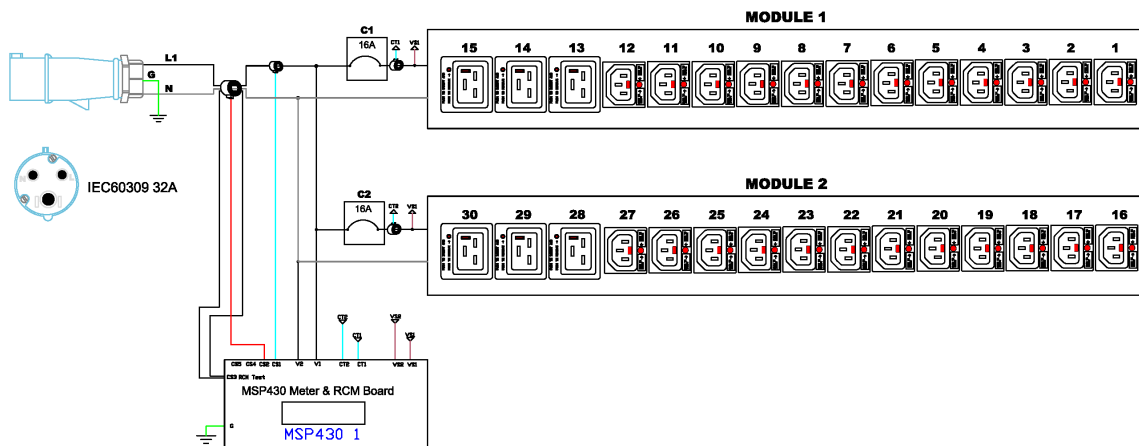 MODULE 1
C1
16A
CT1
VS1
15 14 13 12 11 10 9 8 7 6 5 4 3 2 1
L1
G
N
IEC60309 32A
N
L
MODULE 2
C2
16A
CT2
VS1
30 29 28 27 26 25 24 23 22 21 20 19 18 17 16
CT2
CT1
VS2
VS1
CS5 CS4 CS2 CS1 V2 V1 CT2 CT1 VS2 VS1
CS3 RCM Test
MSP430 Meter & RCM Board
G
MSP430 1